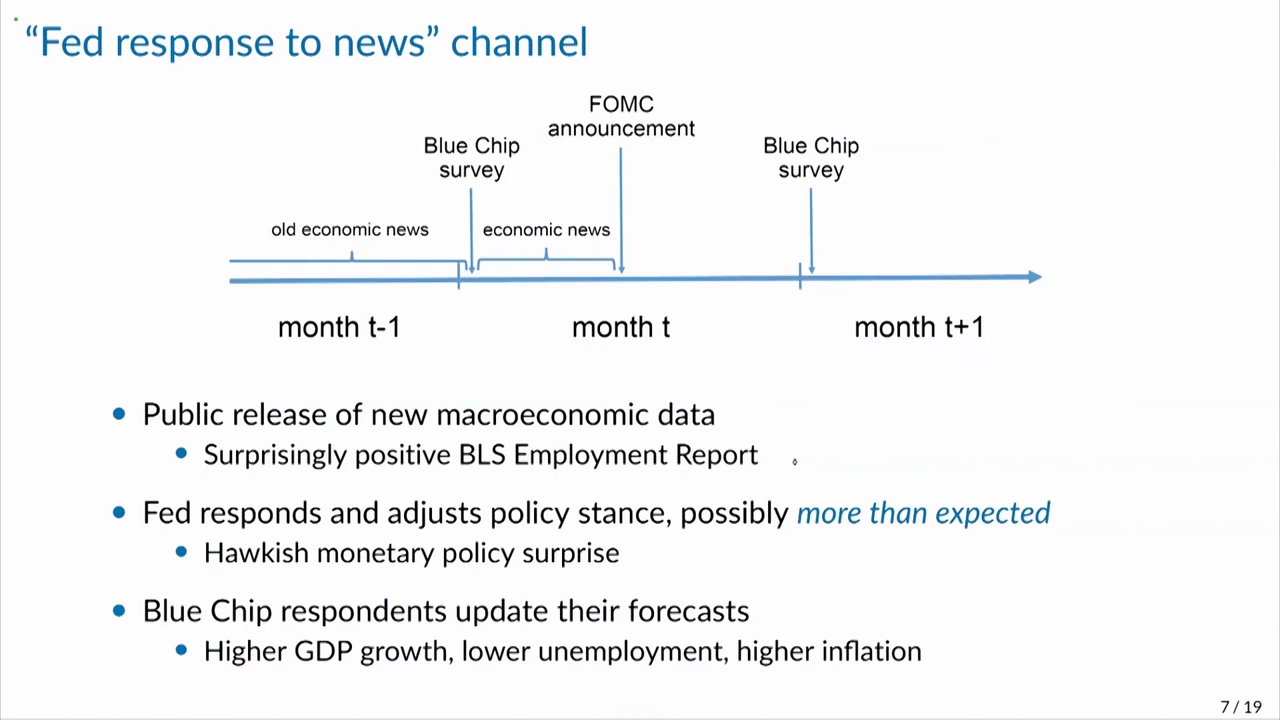 “Fed response to news” channel
FOMC
announcement
Blue Chip
survey
Blue Chip
survey
old economic news
economic news
month t-1
month t
month t+1
• Public release of new macroeconomic data
• Surprisingly positive BLS Employment Report
• Fed responds and adjusts policy stance, possibly more than expected
• Hawkish monetary policy surprise
• Blue Chip respondents update their forecasts
• Higher GDP growth, lower unemployment, higher inflation
7 / 19